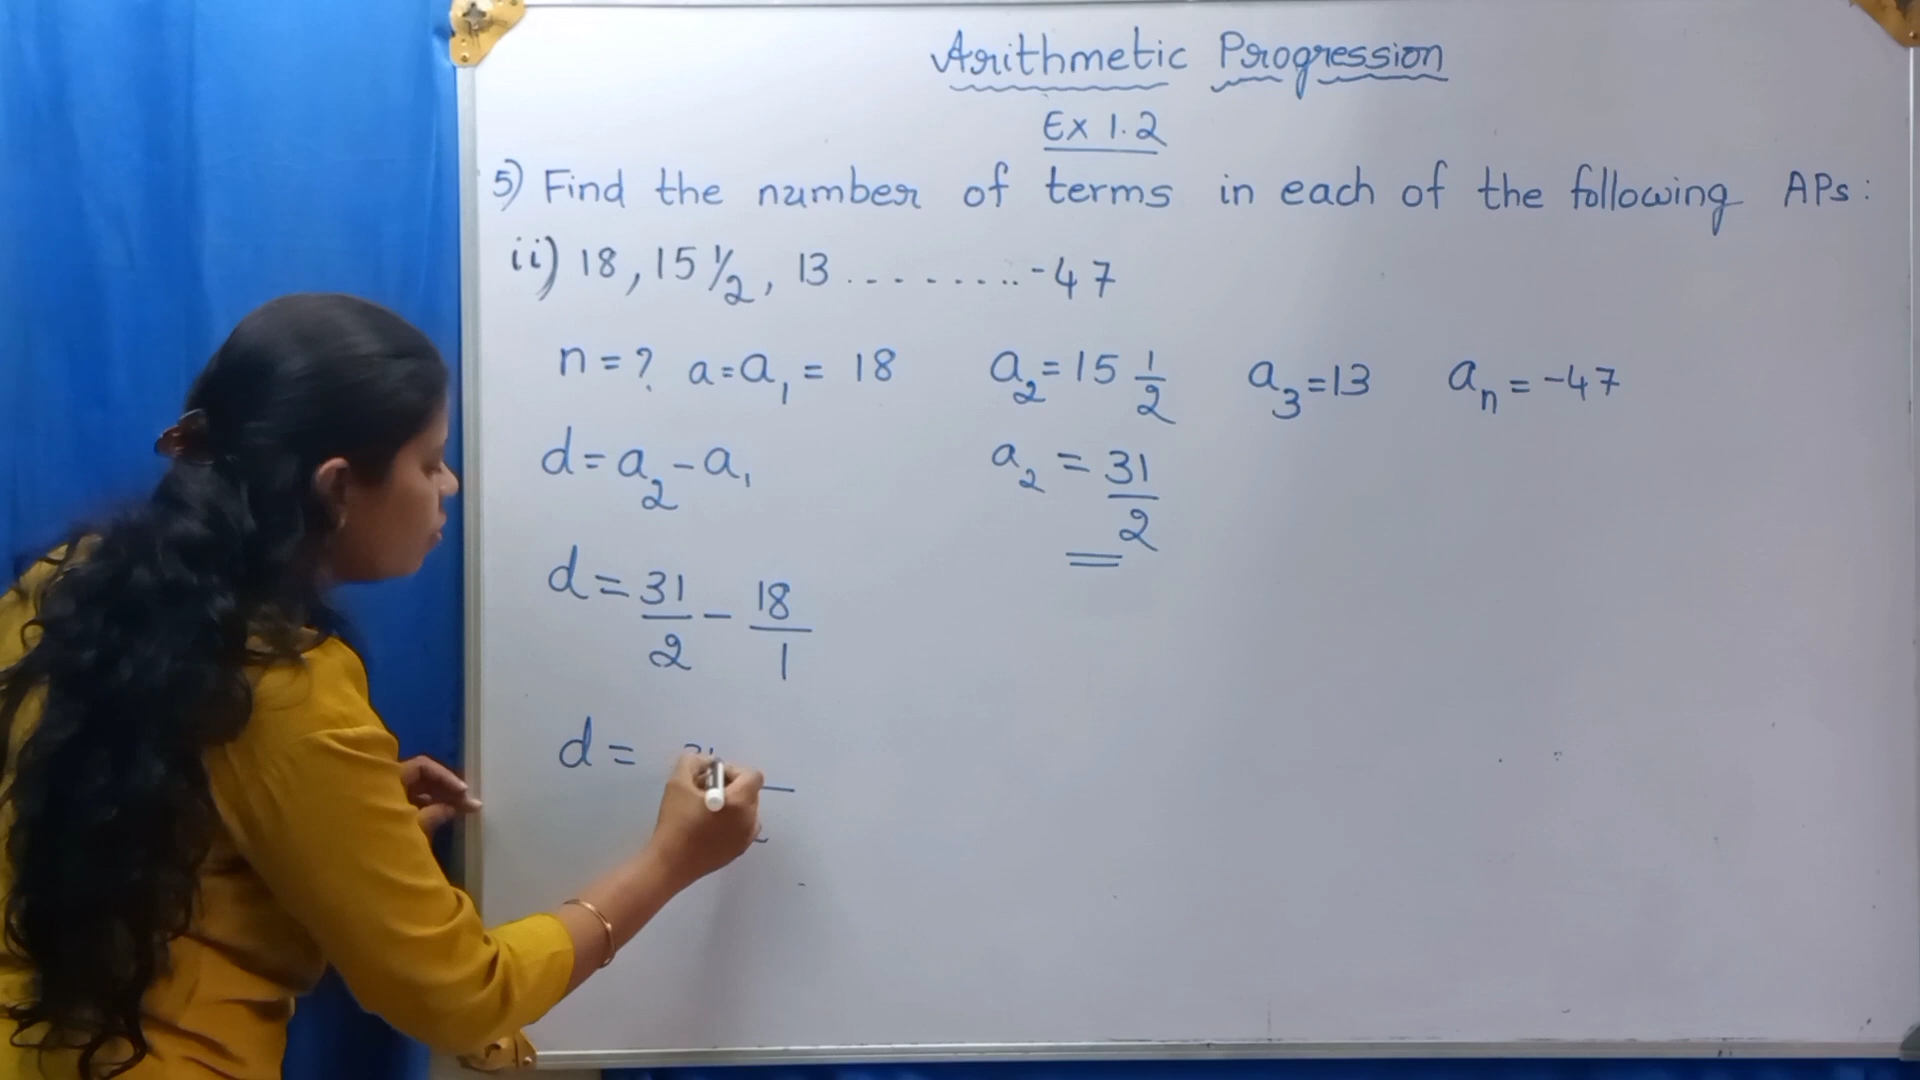 Arithmetic Progression
Ex 1.2
5) Find the number of terms in each of the following APs:
ii) 18, 15 1/2, 13 ......... -47
n = ? a = a₁ = 18 a₂ = 15 1/2 a₃ = 13 aₙ = -47
d = a₂ - a₁ a₂ = 31/2
d = 31/2 - 18/1
d =